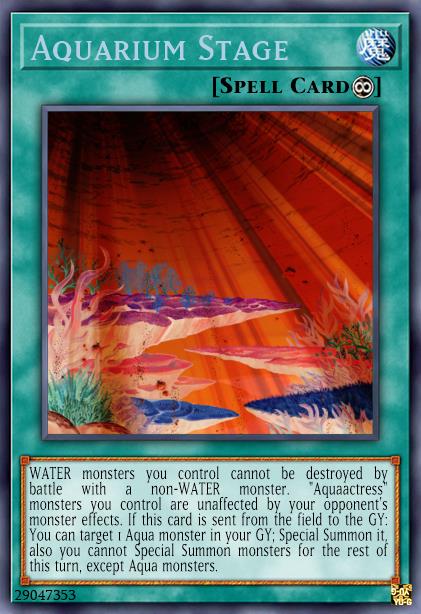 AQUARIUM STAGE
[SPELL CARD]
WATER monsters you control cannot be destroyed by
battle with a non-WATER monster. "Aquaactress"
monsters you control are unaffected by your opponent's
monster effects. If this card is sent from the field to the GY:
You can target 1 Aqua monster in your GY; Special Summon it,
also you cannot Special Summon monsters for the rest of
this turn, except Aqua monsters.
29047353